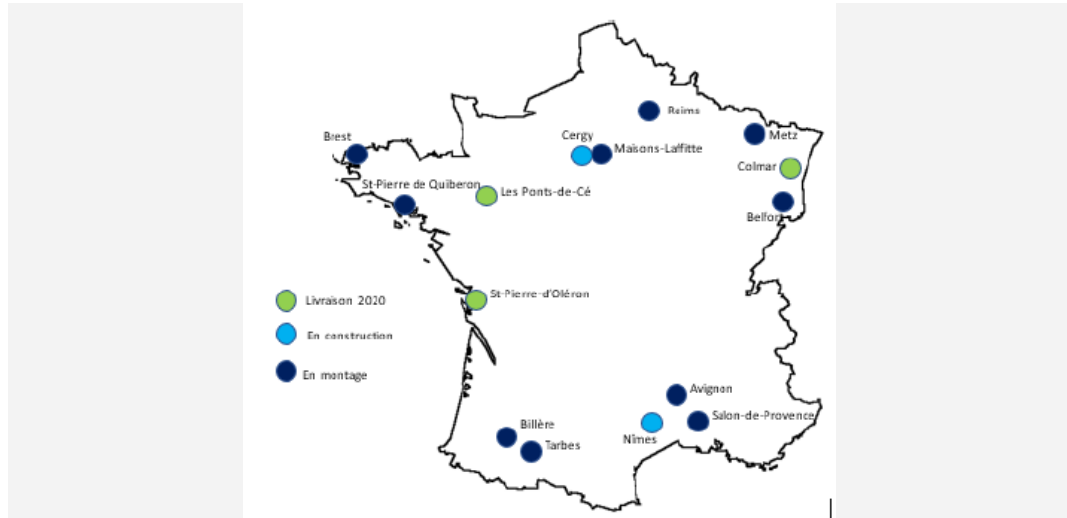 Reims
Metz
Cergy
Maisons-Laffitte
Brest
Colmar
St-Pierre de Quiberon
Les Ponts-de-Cé
Belfort
St-Pierre-d'Oléron
Livraison 2020
En construction
En montage
Avignon
Salon-de-Provence
Billère
Nîmes
Tarbes